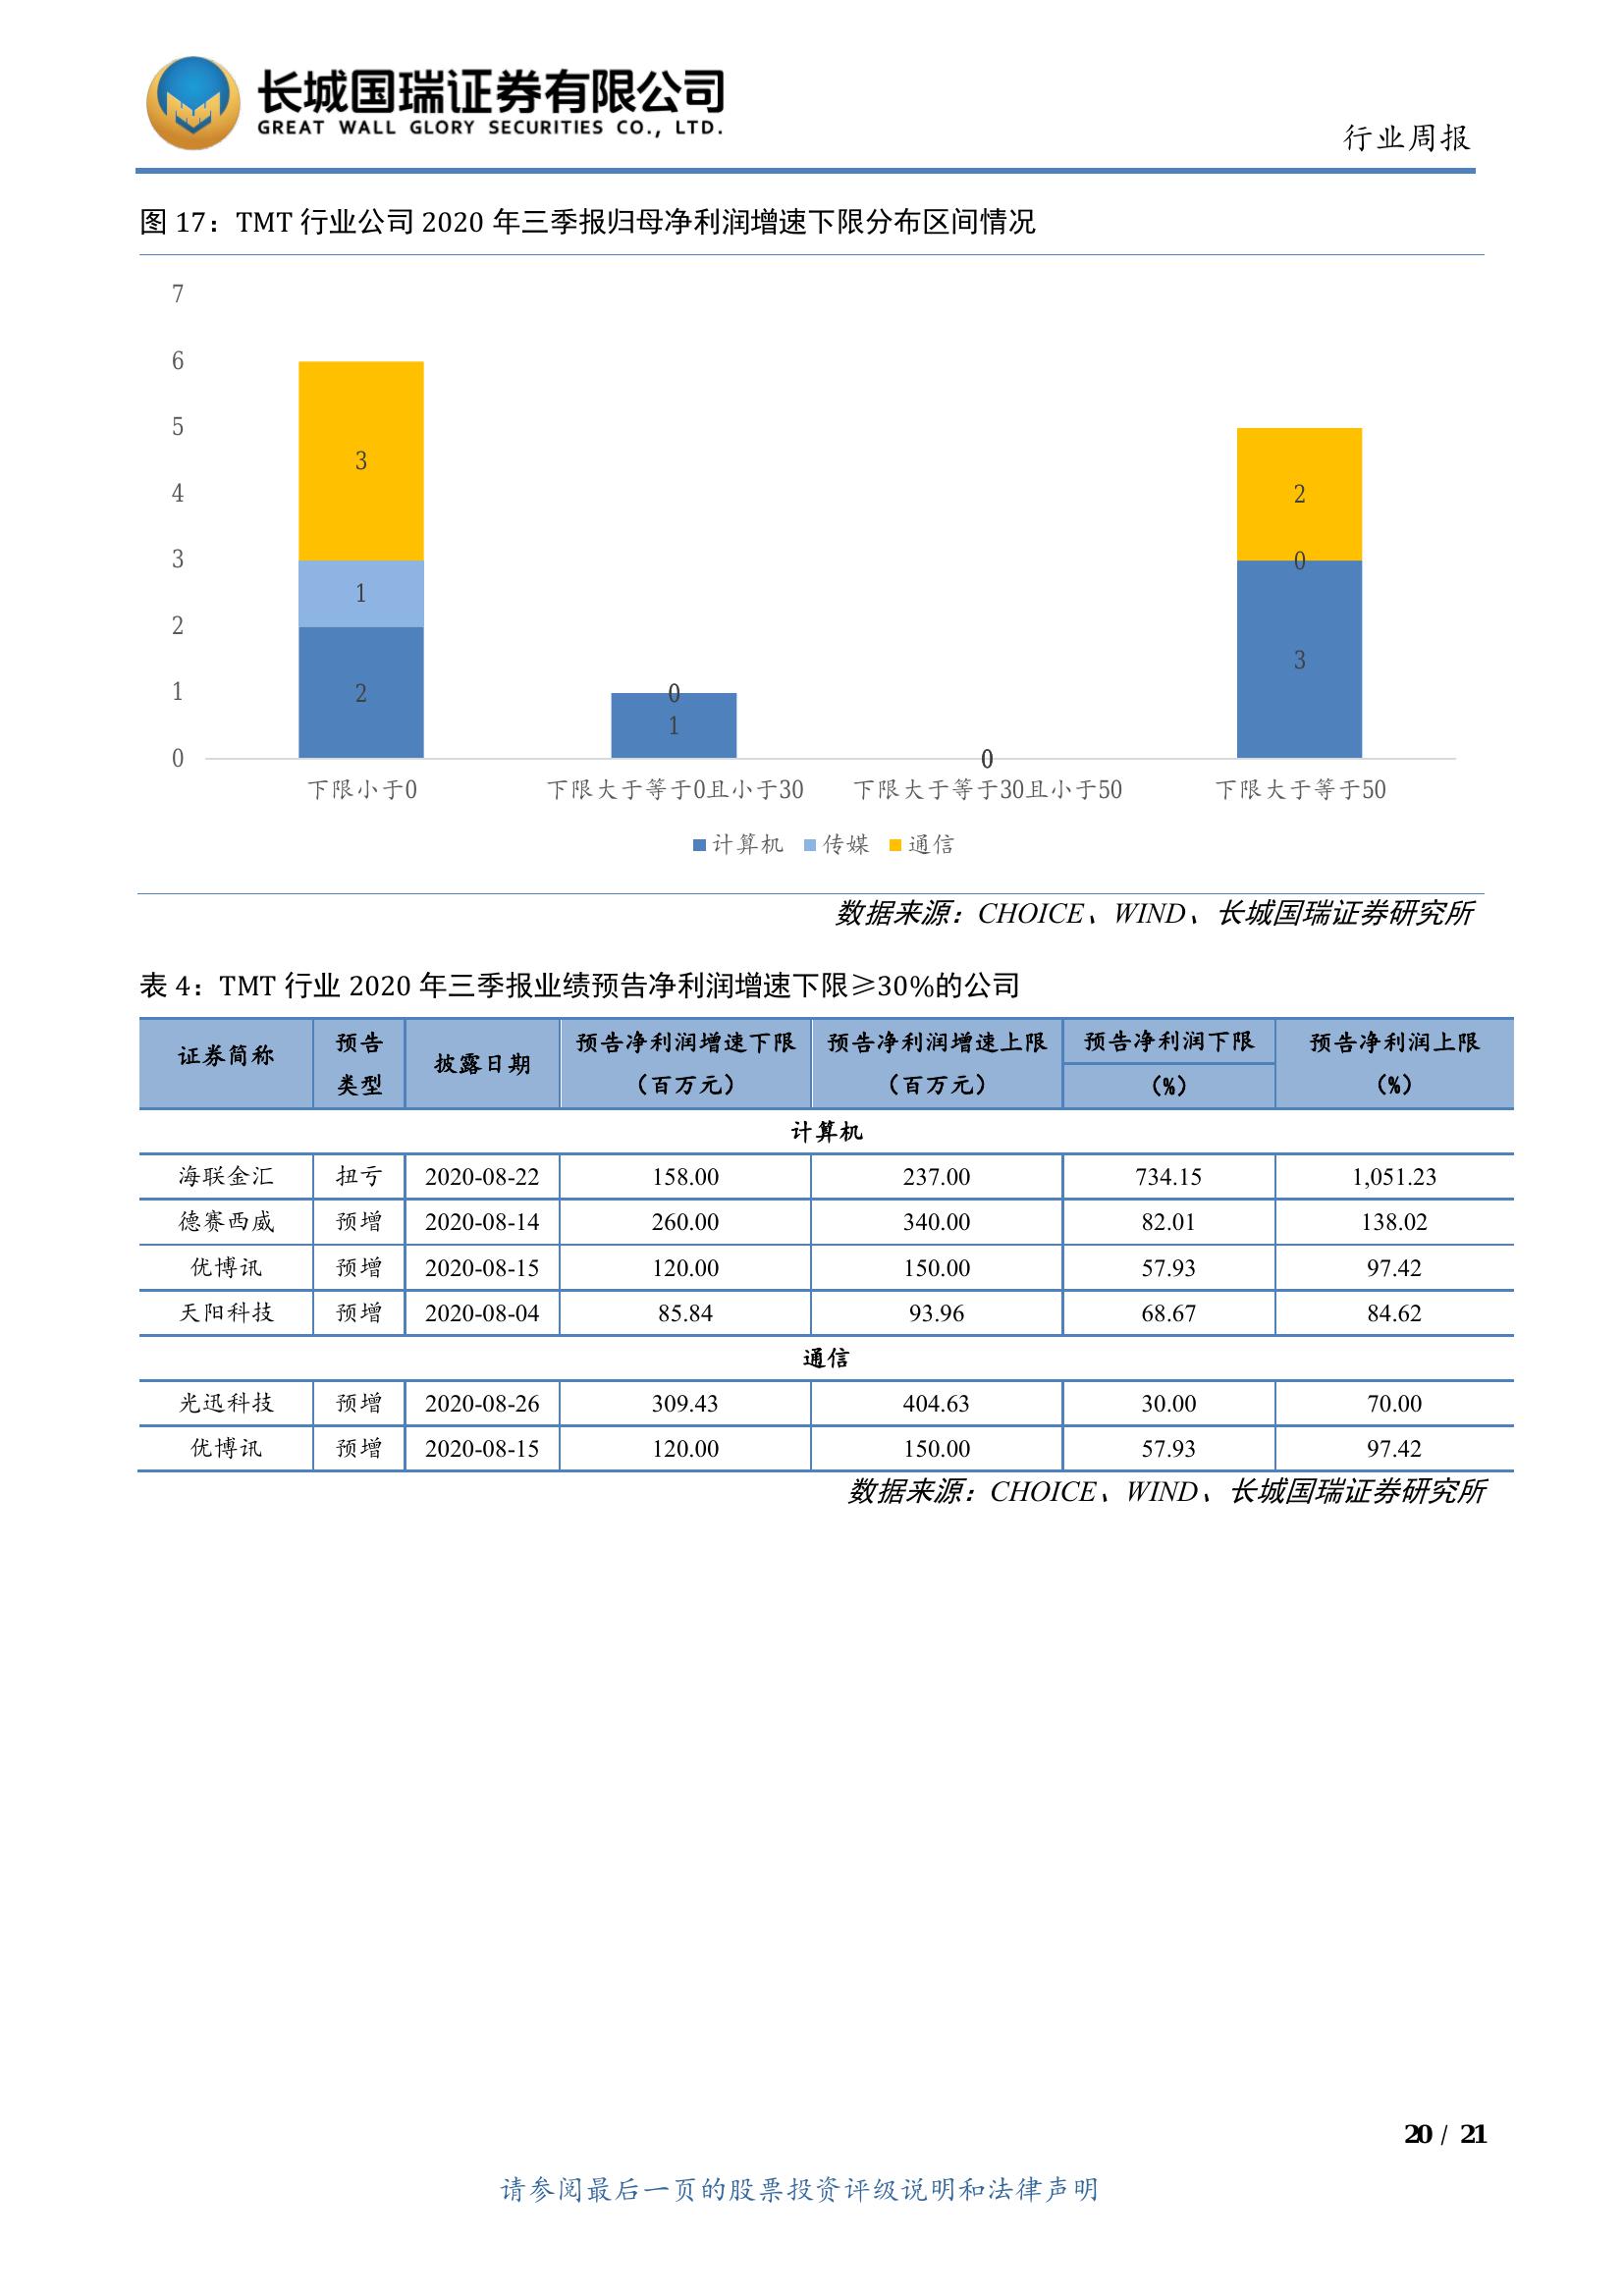 长城国瑞证券有限公司
GREAT WALL GLORY SECURITIES CO., LTD.
行业周报
图 17：TMT 行业公司 2020 年三季报归母净利润增速下限分布区间情况
7
6
5
4
3
2
1
0
3
1
2
0
1
0
2
0
3
下限小于0 下限大于等于0且小于30 下限大于等于30且小于50 下限大于等于50
计算机 传媒 通信
数据来源：CHOICE、WIND、长城国瑞证券研究所
表 4：TMT 行业 2020 年三季报业绩预告净利润增速下限≥30%的公司
证券简称 预告类型 披露日期 预告净利润增速下限（百万元） 预告净利润增速上限（百万元） 预告净利润下限（%） 预告净利润上限（%）
计算机
海联金汇 扭亏 2020-08-22 158.00 237.00 734.15 1,051.23
德赛西威 预增 2020-08-14 260.00 340.00 82.01 138.02
优博讯 预增 2020-08-15 120.00 150.00 57.93 97.42
天阳科技 预增 2020-08-04 85.84 93.96 68.67 84.62
通信
光迅科技 预增 2020-08-26 309.43 404.63 30.00 70.00
优博讯 预增 2020-08-15 120.00 150.00 57.93 97.42
数据来源：CHOICE、WIND、长城国瑞证券研究所
20 / 21
请参阅最后一页的股票投资评级说明和法律声明